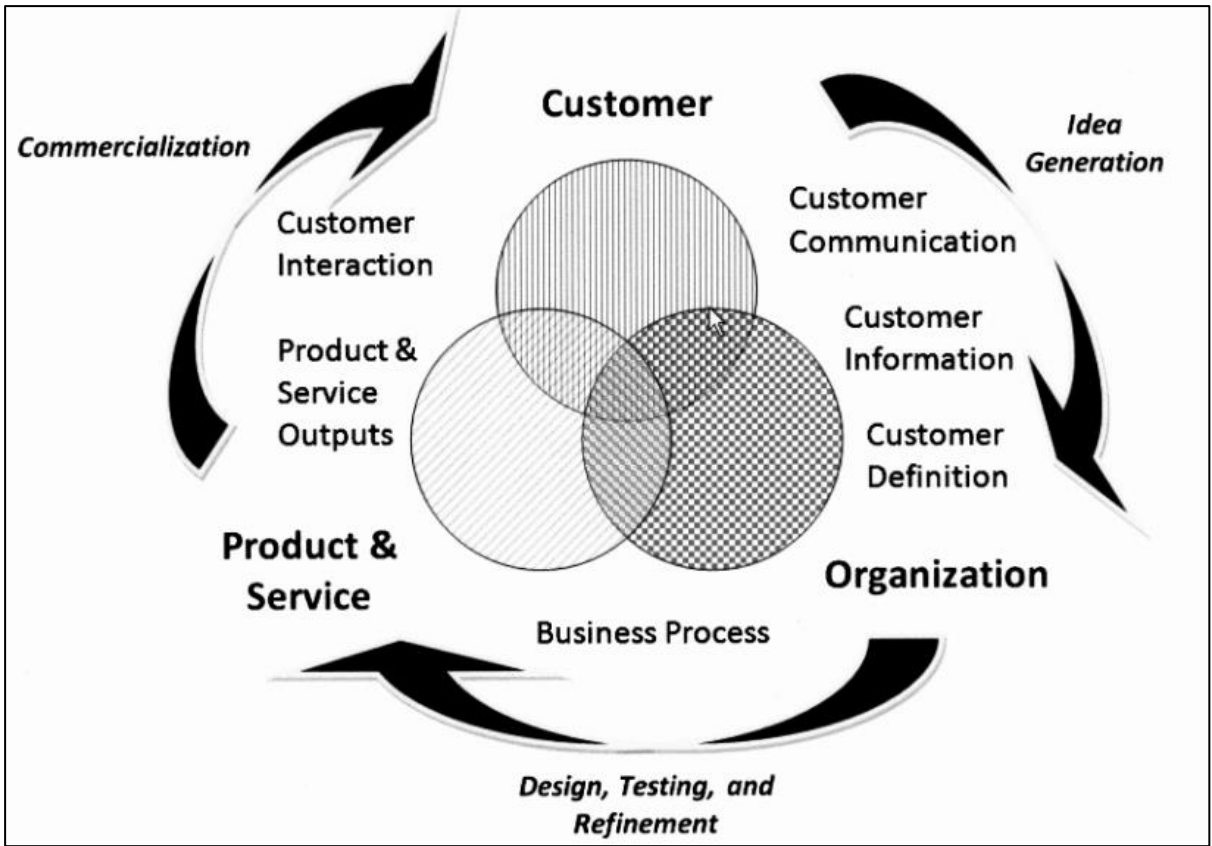 Customer
Commercialization
Idea
Generation
Customer
Interaction
Customer
Communication
Product &
Service
Outputs
Customer
Information
Customer
Definition
Product &
Service
Organization
Business Process
Design, Testing, and
Refinement